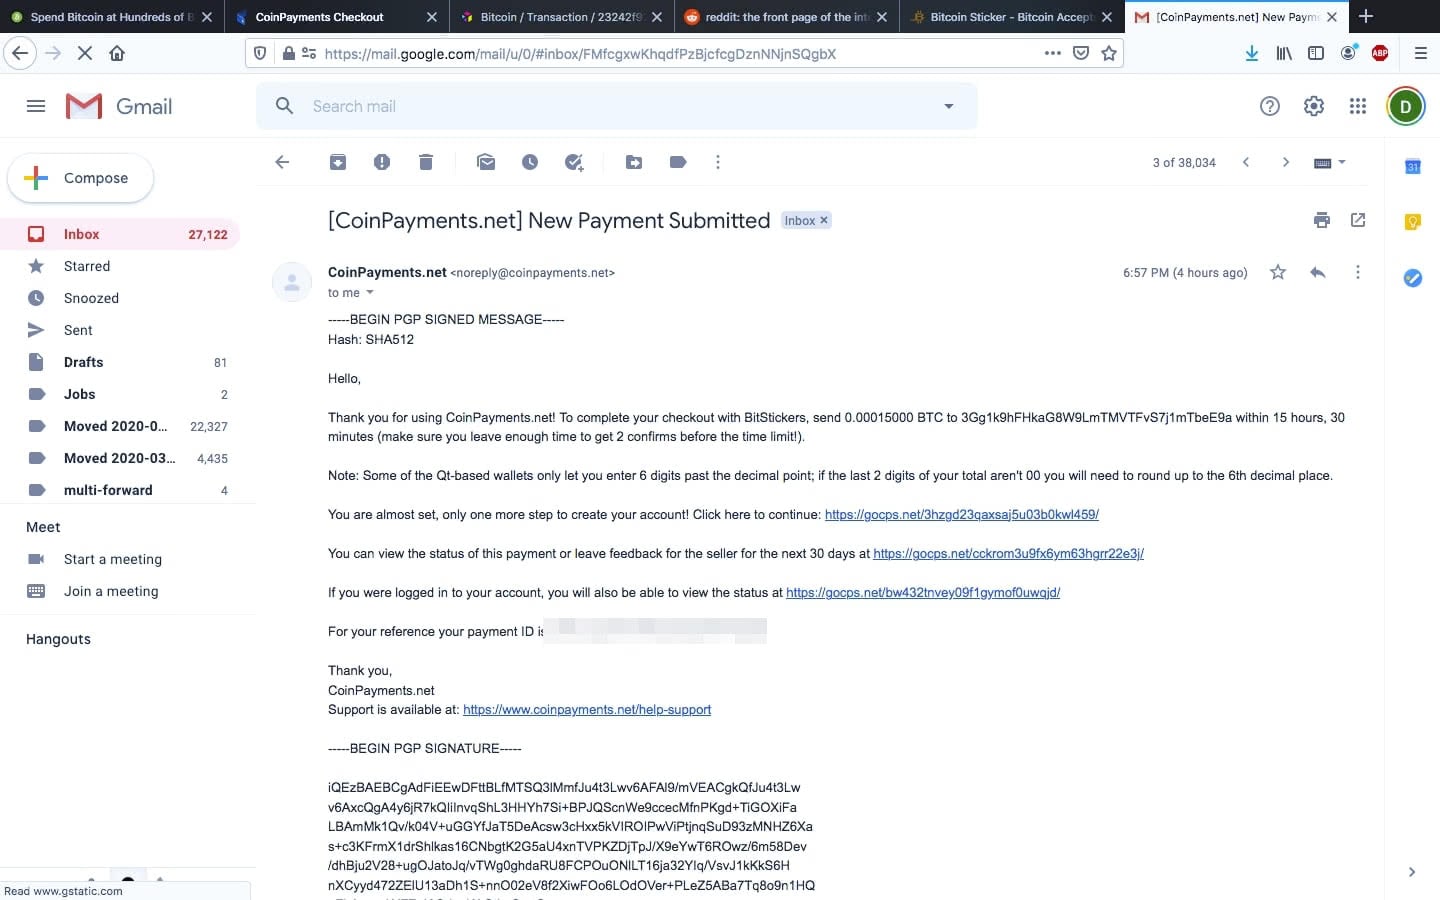 Spend Bitcoin at Hundreds of B
CoinPayments Checkout
Bitcoin / Transaction / 23242f9
reddit: the front page of the int
Bitcoin Sticker - Bitcoin Accept
[CoinPayments.net] New Payme
https://mail.google.com/mail/u/0/#inbox/FMfcgxwKhqdfPzBjcfcgDznNNjnSQgbX
ABP
Gmail
Search mail
D
Compose
3 of 38,034
31
Inbox 27,122
Starred
Snoozed
Sent
Drafts 81
Jobs 2
Moved 2020-0... 22,327
Moved 2020-03... 4,435
multi-forward 4
Meet
Start a meeting
Join a meeting
Hangouts
Read www.gstatic.com
[CoinPayments.net] New Payment Submitted Inbox
CoinPayments.net <noreply@coinpayments.net> 6:57 PM (4 hours ago)
to me
-----BEGIN PGP SIGNED MESSAGE-----
Hash: SHA512
Hello,
Thank you for using CoinPayments.net! To complete your checkout with BitStickers, send 0.00015000 BTC to 3Gg1k9hFHkaG8W9LmTMVTFvS7j1mTbeE9a within 15 hours, 30
minutes (make sure you leave enough time to get 2 confirms before the time limit!).
Note: Some of the Qt-based wallets only let you enter 6 digits past the decimal point; if the last 2 digits of your total aren't 00 you will need to round up to the 6th decimal place.
You are almost set, only one more step to create your account! Click here to continue: https://gocps.net/3hzgd23qaxsaj5u03b0kwl459/
You can view the status of this payment or leave feedback for the seller for the next 30 days at https://gocps.net/cckrom3u9fx6ym63hgrr22e3j/
If you were logged in to your account, you will also be able to view the status at https://gocps.net/bw432tnvey09f1gymof0uwqjd/
For your reference your payment ID is
Thank you,
CoinPayments.net
Support is available at: https://www.coinpayments.net/help-support
-----BEGIN PGP SIGNATURE-----
iQEzBAEBCgAdFiEEwDFttBLfMTSQ3lMmfJu4t3Lwv6AFAl9/mVEACgkQfJu4t3Lw
v6AxcQgA4y6jR7kQIiInvqShL3HHYh7Si+BPJQScnWe9ccecMfnPKgd+TiGOXiFa
LBAmMk1Qv/k04V+uGGYfJaT5DeAcsw3cHxx5kVIROIPwViPtjnqSuD93zMNHZ6Xa
s+c3KFrmX1drShlkas16CNbgtK2G5aU4xnTVPKZDjTpJ/X9eYwT6ROwz/6m58Dev
/dhBju2V28+ugOJatoJq/vTWg0ghdaRU8FCPOuONILT16ja32YIq/VsvJ1kKkS6H
nXCyyd472ZEIU13aDh1S+nnO02eV8f2XiwFOo6LOdOVer+PLeZ5ABa7Tq8o9n1HQ